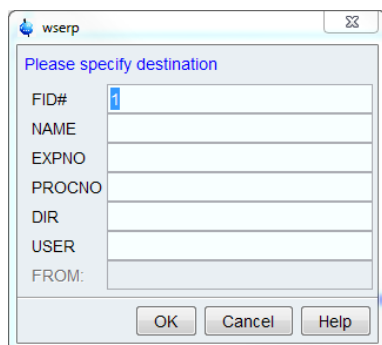 wserp
Please specify destination
FID# 1
NAME
EXPNO
PROCNO
DIR
USER
FROM:
OK Cancel Help